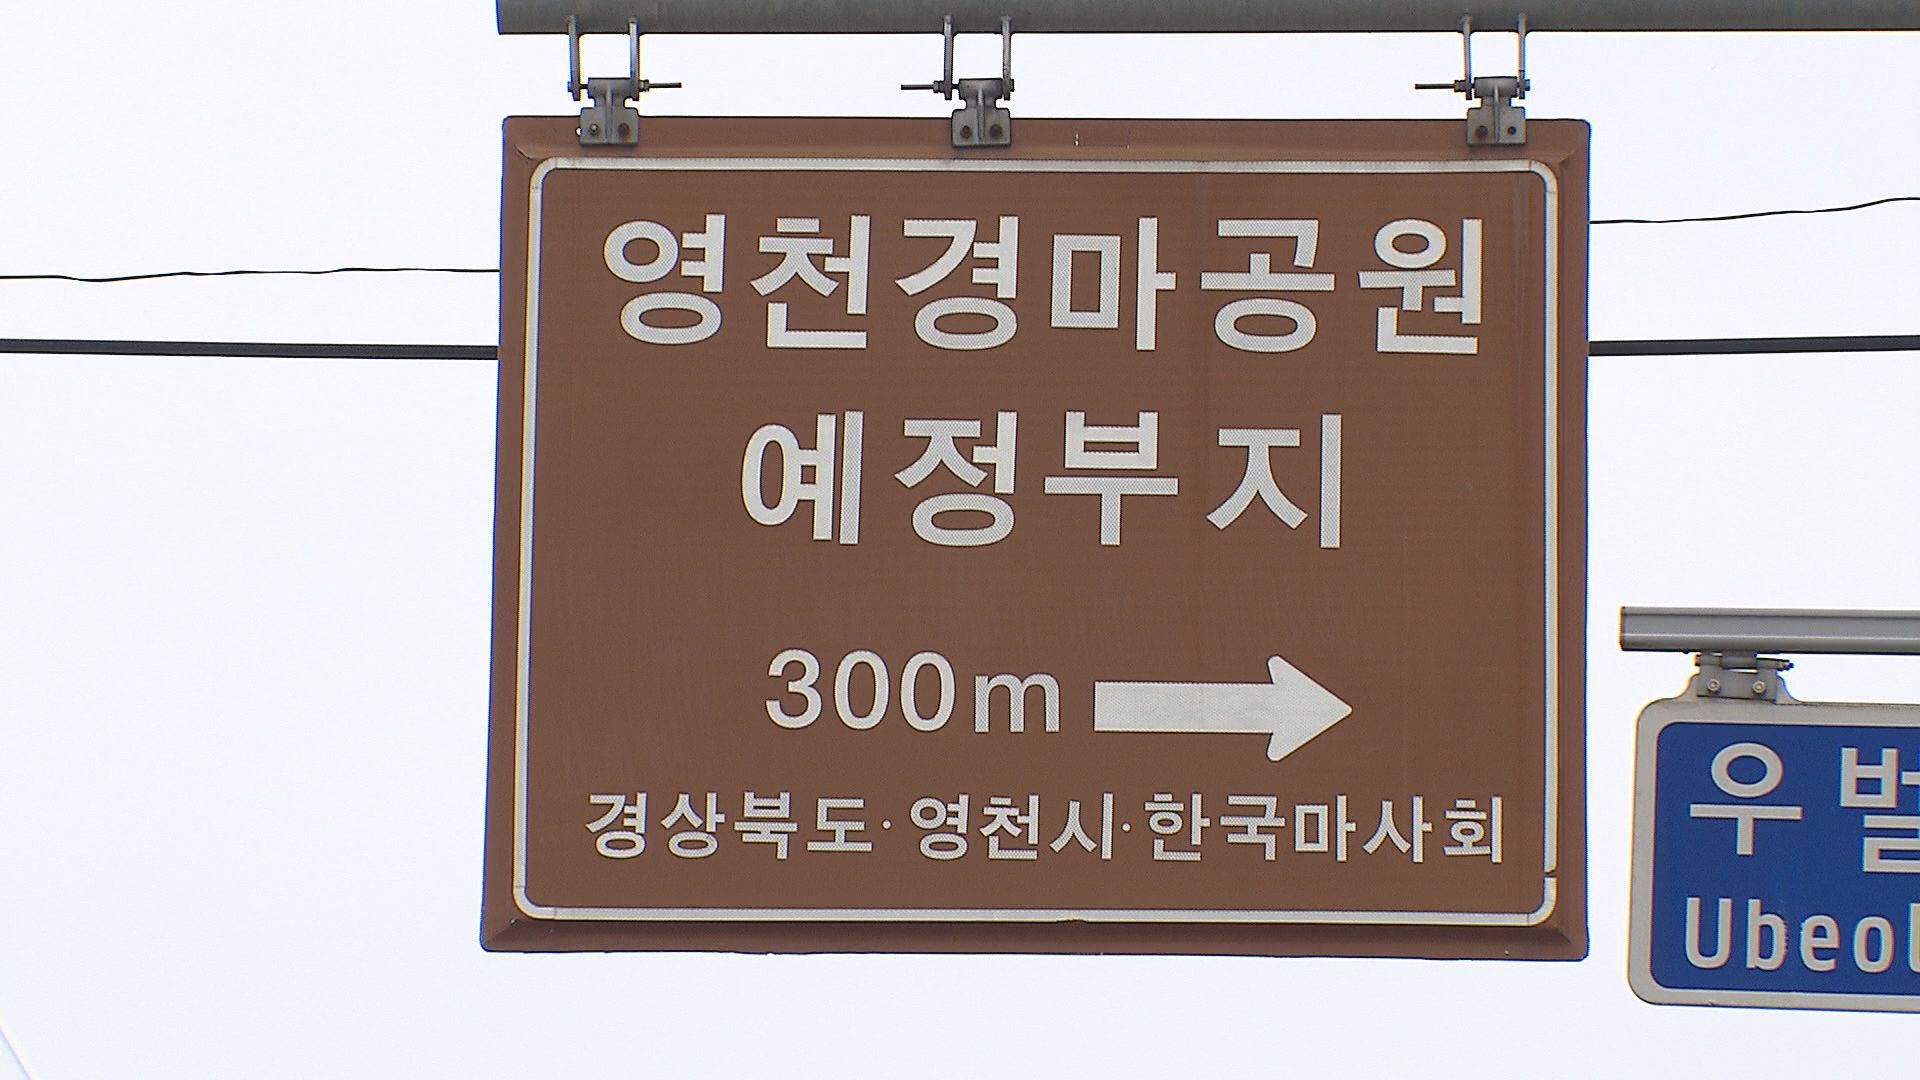 영천경마공원
예정부지
300m
경상북도·영천시·한국마사회
우벌
Ubeol